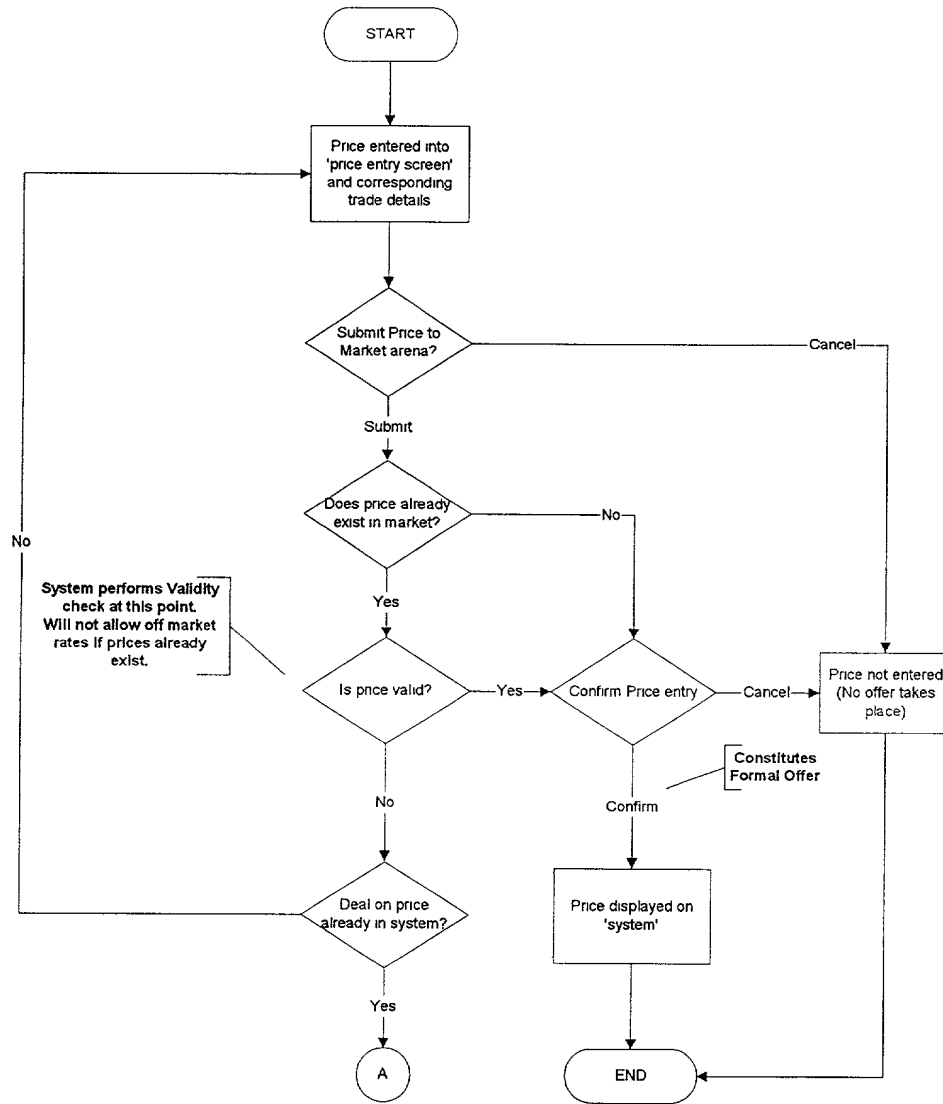 START
Price entered into
'price entry screen'
and corresponding
trade details
Submit Price to
Market arena?
Cancel
Submit
Does price already
exist in market?
No
No
System performs Validity
check at this point.
Will not allow off market
rates if prices already
exist.
Yes
Is price valid?
Yes
Confirm Price entry
Cancel
Price not entered
(No offer takes
place)
Constitutes
Formal Offer
No
Confirm
Deal on price
already in system?
Price displayed on
'system'
Yes
A
END